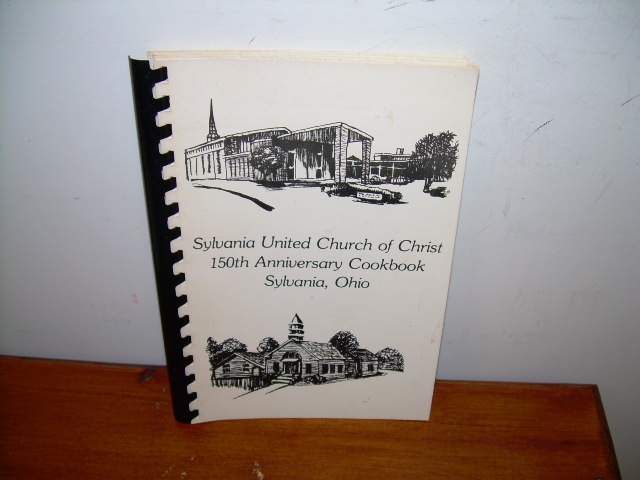 Sylvania United Church of Christ
150th Anniversary Cookbook
Sylvania, Ohio